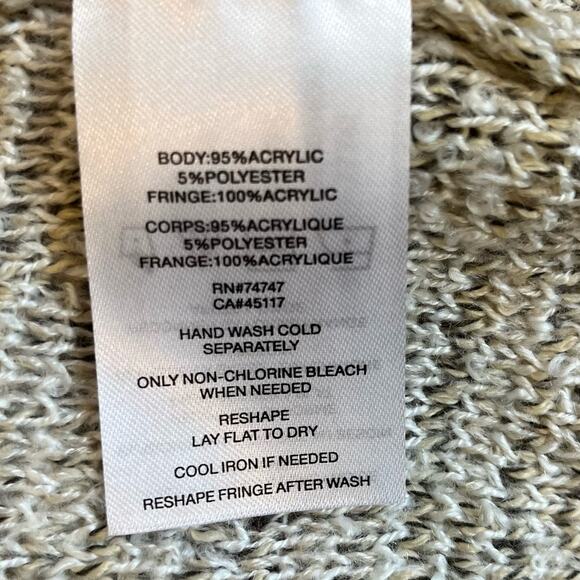 BODY:95%ACRYLIC
5%POLYESTER
FRINGE:100%ACRYLIC
CORPS:95%ACRYLIQUE
5%POLYESTER
FRANGE:100%ACRYLIQUE
RN#74747
CA#45117
HAND WASH COLD
SEPARATELY
ONLY NON-CHLORINE BLEACH
WHEN NEEDED
RESHAPE
LAY FLAT TO DRY
COOL IRON IF NEEDED
RESHAPE FRINGE AFTER WASH